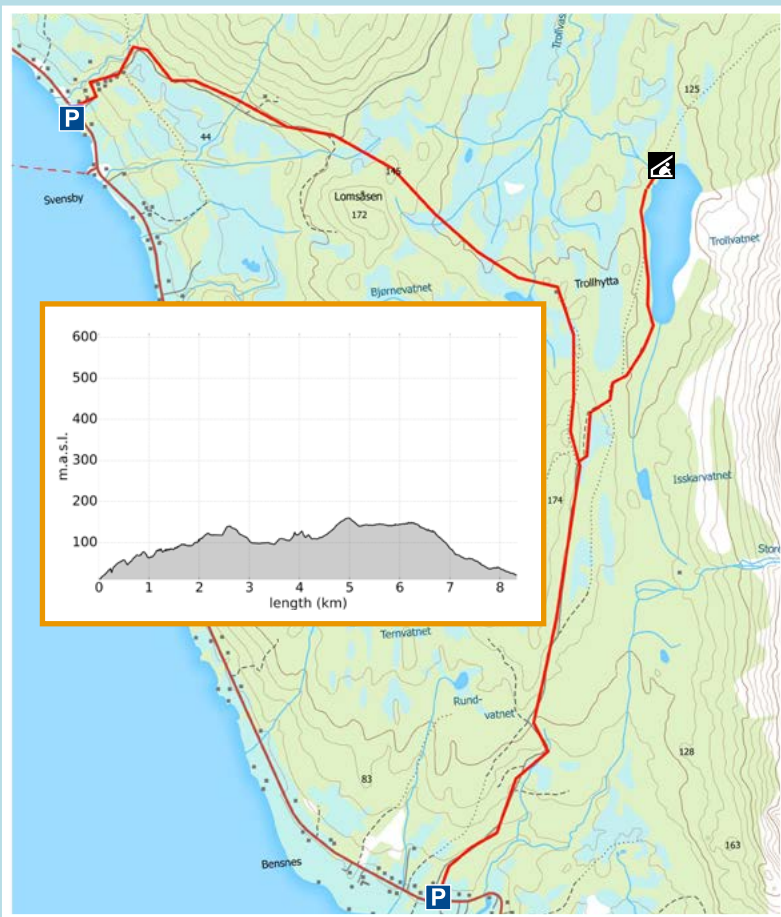 Trollvas
125
P
44
145
Svensby
Lomsåsen
172
Trollvatnet
Trollhytta
Bjørnevatnet
600
500
400
300
200
100
m.a.s.l.
0 1 2 3 4 5 6 7 8
length (km)
Isskarvatnet
174
Store
Ternvatnet
Rund-
vatnet
128
83
163
Bensnes
P